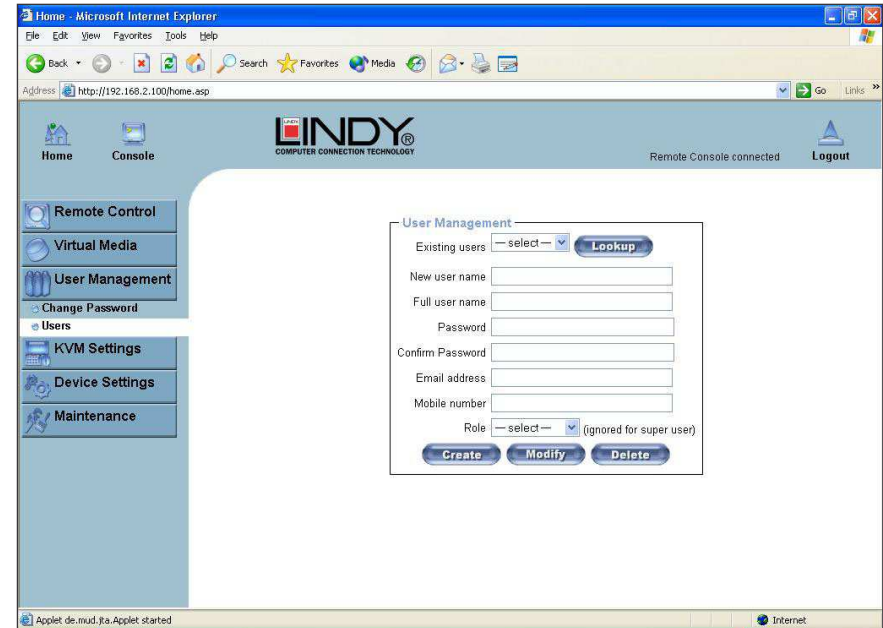 Home - Microsoft Internet Explorer
File Edit View Favorites Tools Help
Back Search Favorites Media
Address http://192.168.2.100/home.asp Go Links »
Home Console
LINDY
LINDY®
COMPUTER CONNECTION TECHNOLOGY
Remote Console connected Logout
Remote Control
Virtual Media
User Management
Change Password
Users
KVM Settings
Device Settings
Maintenance
User Management
Existing users — select — Lookup
New user name
Full user name
Password
Confirm Password
Email address
Mobile number
Role — select — (ignored for super user)
Create Modify Delete
Applet de.mud.jta.Applet started Internet